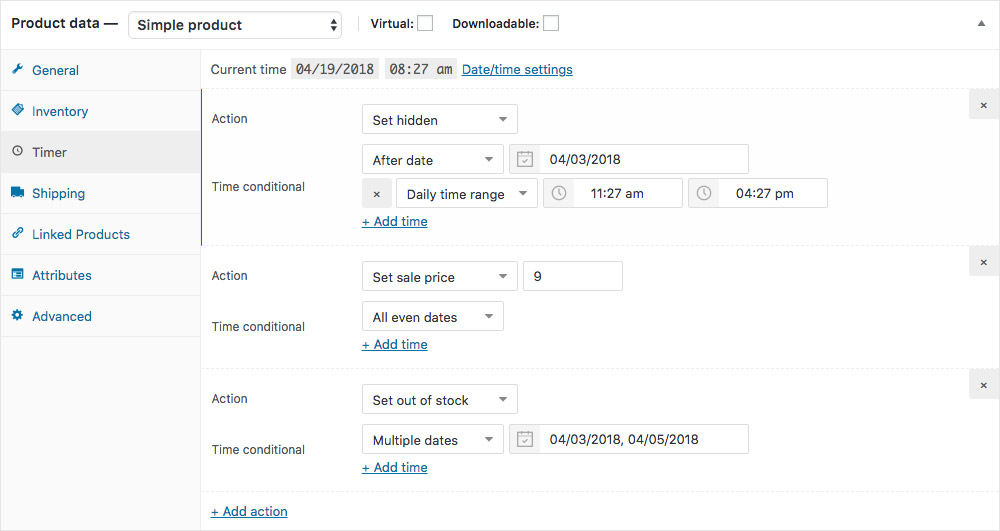 Product data — Simple product Virtual: Downloadable:
General
Inventory
Timer
Shipping
Linked Products
Attributes
Advanced
Current time 04/19/2018 08:27 am Date/time settings
Action Set hidden ×
Time conditional
After date 04/03/2018
× Daily time range 11:27 am 04:27 pm
+ Add time
Action Set sale price 9 ×
Time conditional All even dates
+ Add time
Action Set out of stock ×
Time conditional Multiple dates 04/03/2018, 04/05/2018
+ Add time
+ Add action